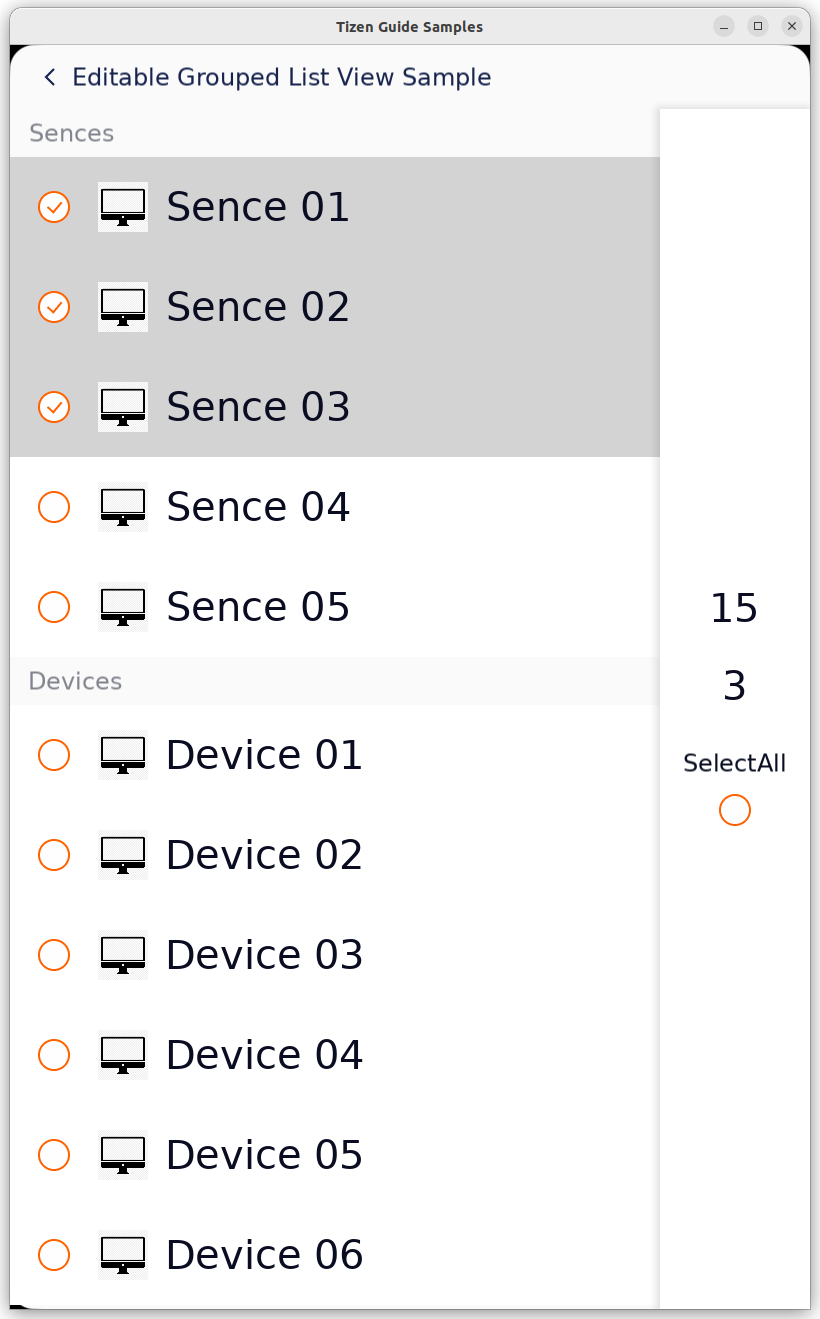 Tizen Guide Samples
Editable Grouped List View Sample
Sences
Sence 01
Sence 02
Sence 03
Sence 04
Sence 05
Devices
Device 01
Device 02
Device 03
Device 04
Device 05
Device 06
15
3
SelectAll